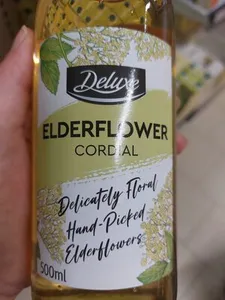 Deluxe
ELDERFLOWER
CORDIAL
Delicately Floral
Hand-Picked
Elderflowers
500ml